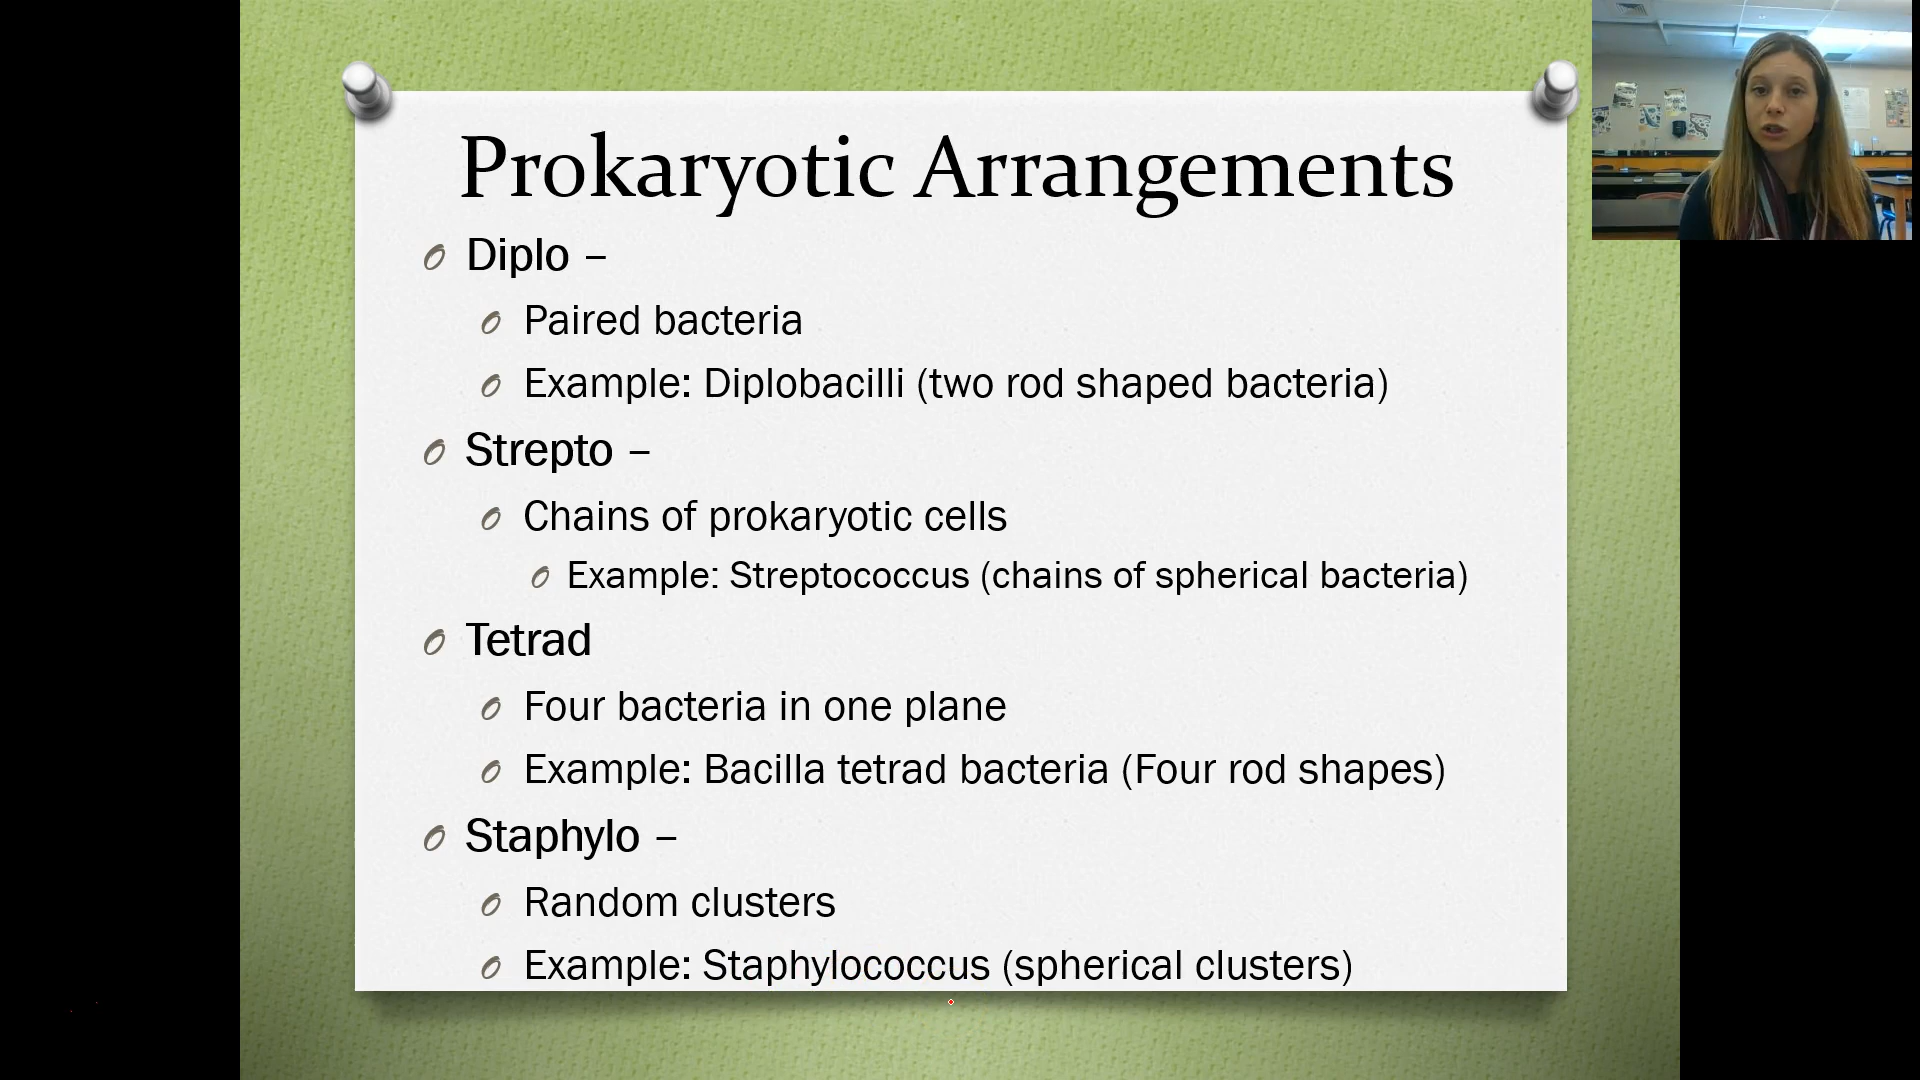 Prokaryotic Arrangements
Diplo –
Paired bacteria
Example: Diplobacilli (two rod shaped bacteria)
Strepto –
Chains of prokaryotic cells
Example: Streptococcus (chains of spherical bacteria)
Tetrad
Four bacteria in one plane
Example: Bacilla tetrad bacteria (Four rod shapes)
Staphylo –
Random clusters
Example: Staphylococcus (spherical clusters)